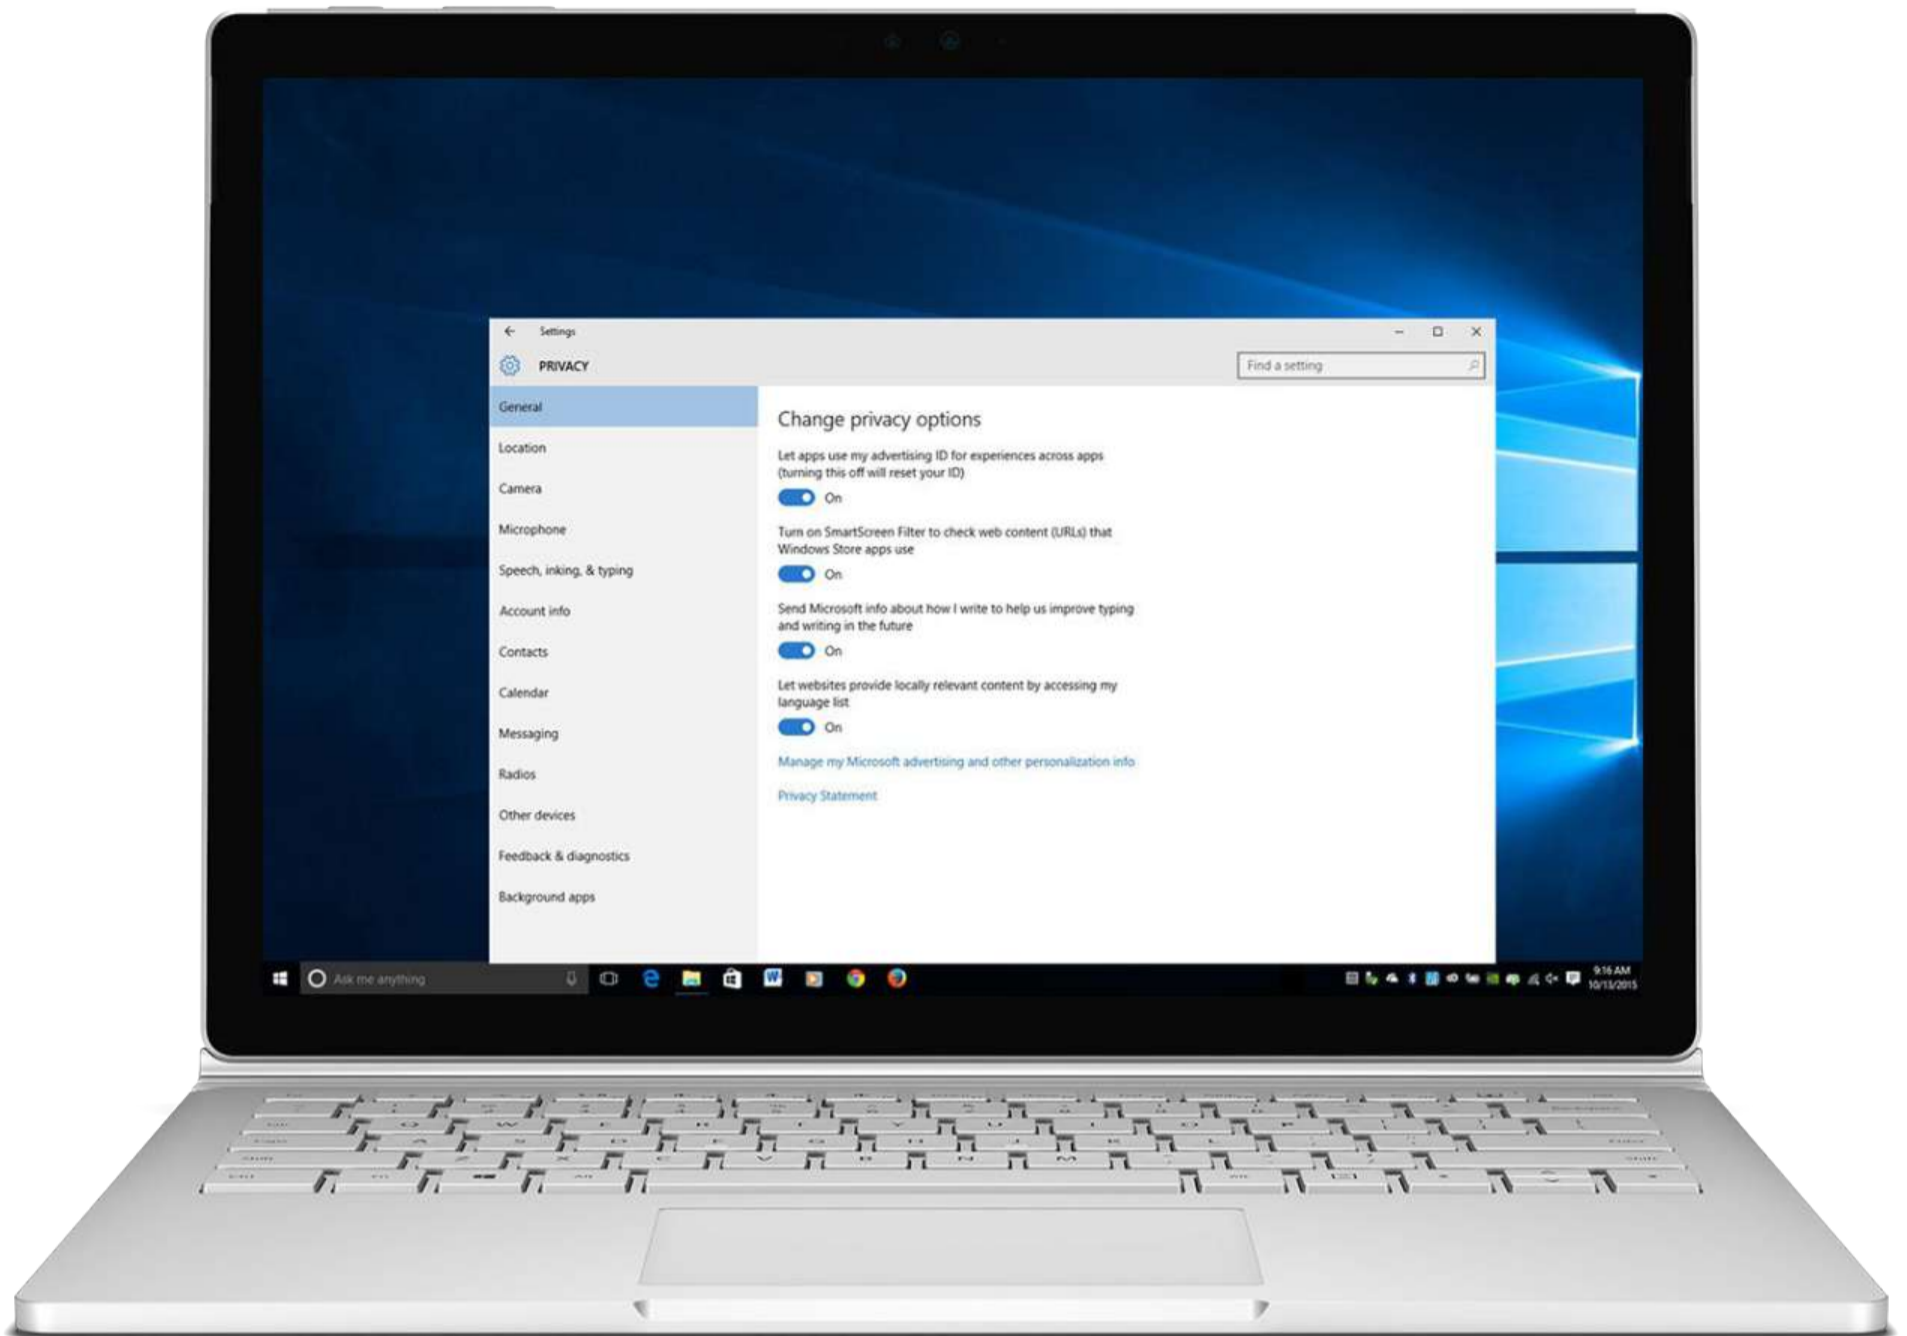 Settings
PRIVACY
Find a setting
General
Location
Camera
Microphone
Speech, inking, & typing
Account info
Contacts
Calendar
Messaging
Radios
Other devices
Feedback & diagnostics
Background apps
Change privacy options
Let apps use my advertising ID for experiences across apps
(turning this off will reset your ID)
On
Turn on SmartScreen Filter to check web content (URLs) that
Windows Store apps use
On
Send Microsoft info about how I write to help us improve typing
and writing in the future
On
Let websites provide locally relevant content by accessing my
language list
On
Manage my Microsoft advertising and other personalization info
Privacy Statement
Ask me anything
9:16 AM
10/13/2015